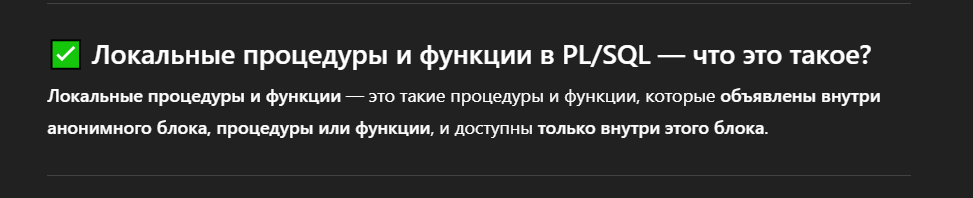 ✅ Локальные процедуры и функции в PL/SQL — что это такое?
Локальные процедуры и функции — это такие процедуры и функции, которые объявлены внутри
анонимного блока, процедуры или функции, и доступны только внутри этого блока.